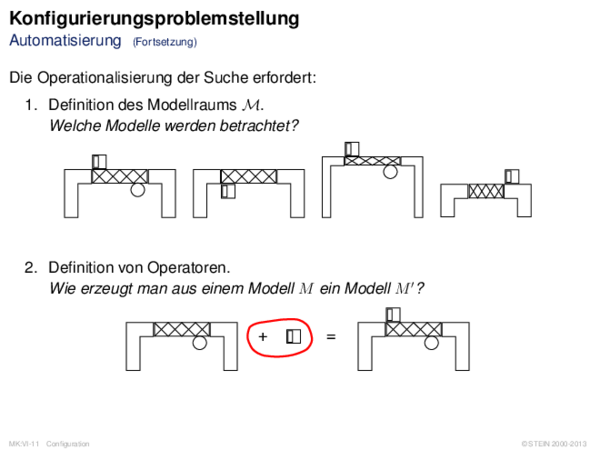 Konfigurierungsproblemstellung
Automatisierung (Fortsetzung)
Die Operationalisierung der Suche erfordert:
1. Definition des Modellraums ℳ.
Welche Modelle werden betrachtet?
2. Definition von Operatoren.
Wie erzeugt man aus einem Modell M ein Modell M′?
+ =
MK:VI-11 Configuration © STEIN 2000-2013